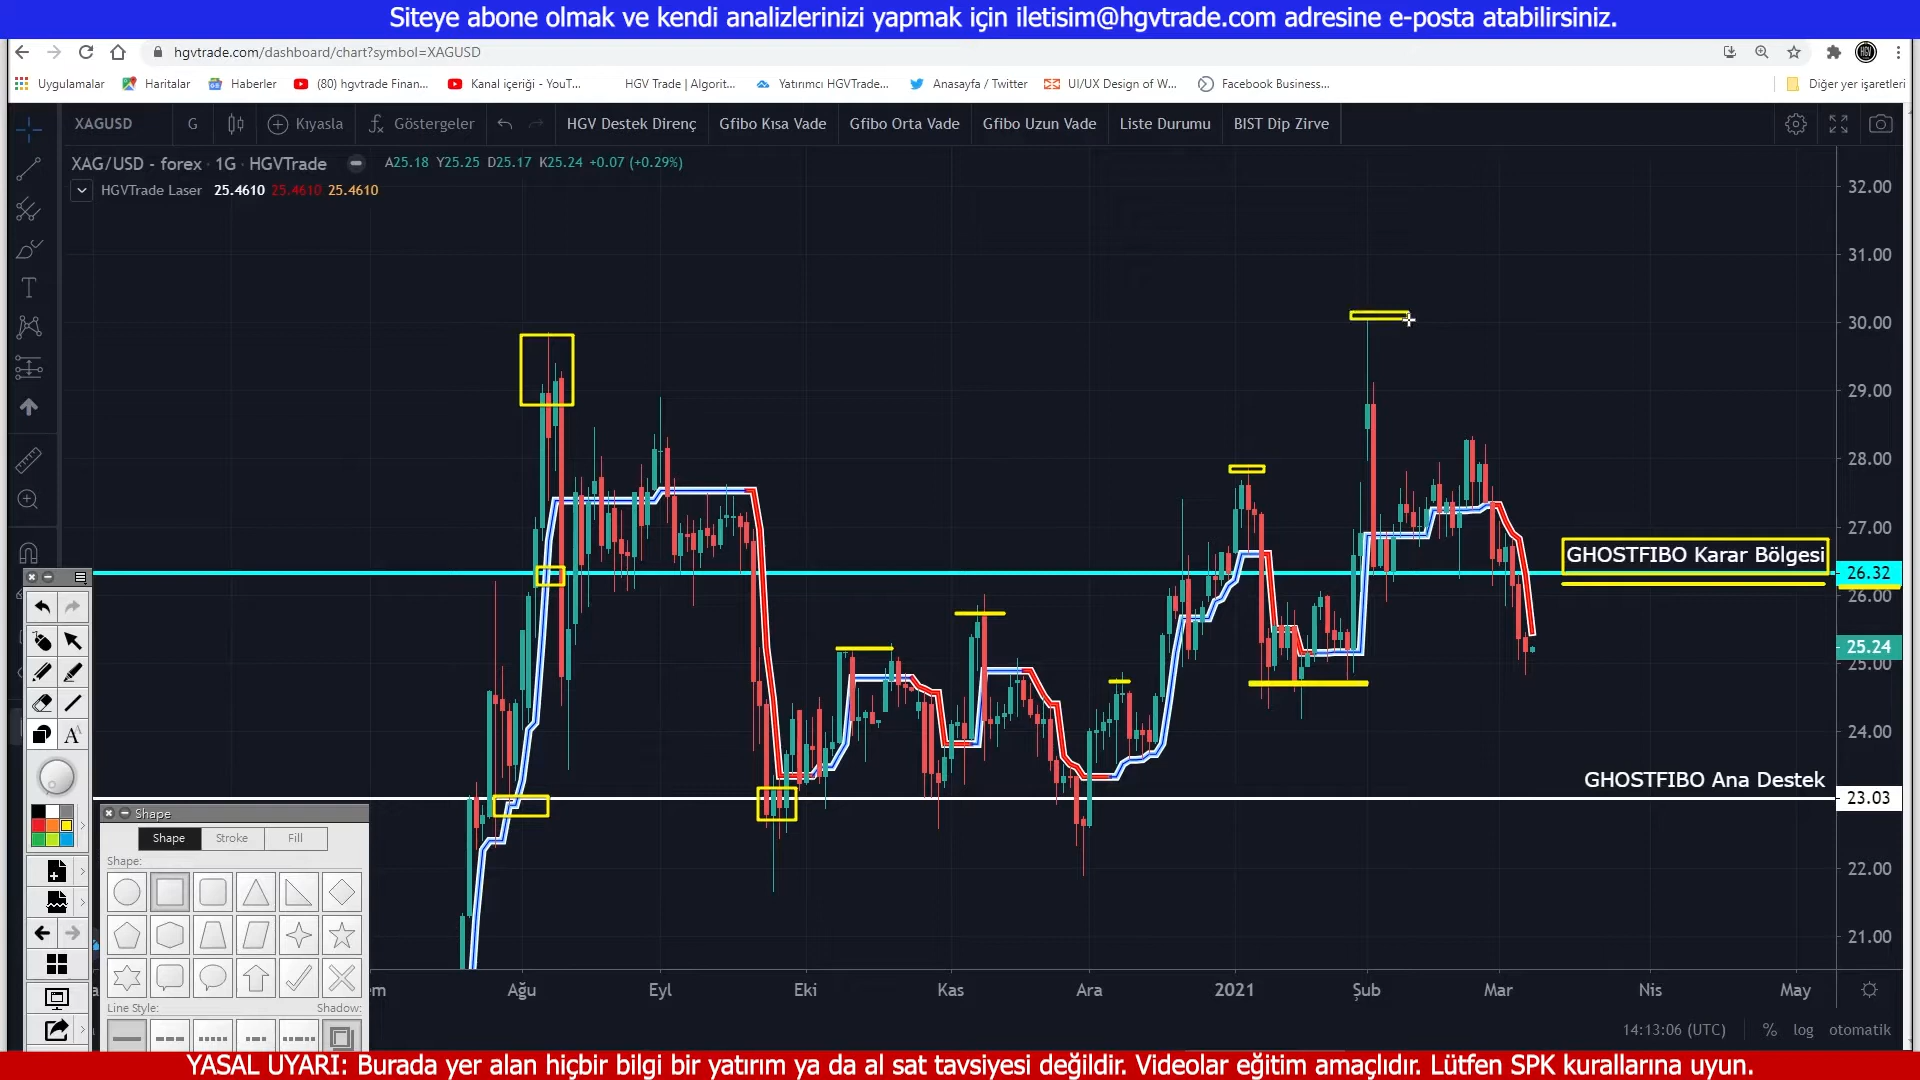 Siteye abone olmak ve kendi analizlerinizi yapmak için iletisim@hgvtrade.com adresine e-posta atabilirsiniz.
hgvtrade.com/dashboard/chart?symbol=XAGUSD
Uygulamalar Haritalar Haberler (80) hgvtrade Finan... Kanal içeriği - YouT... HGV Trade | Algorit... Yatırımcı HGVTrade... Anasayfa / Twitter UI/UX Design of W... Facebook Business... Diğer yer işaretleri
XAGUSD G Kıyasla Göstergeler HGV Destek Direnç Gfibo Kısa Vade Gfibo Orta Vade Gfibo Uzun Vade Liste Durumu BIST Dip Zirve
XAG/USD - forex · 1G · HGVTrade A25.18 Y25.25 D25.17 K25.24 +0.07 (+0.29%)
HGVTrade Laser 25.4610 25.4610 25.4610
32.00
31.00
30.00
29.00
28.00
27.00
GHOSTFIBO Karar Bölgesi
26.32
26.00
25.24
25.00
24.00
GHOSTFIBO Ana Destek
23.03
22.00
21.00
Shape
Shape Stroke Fill
Shape:
Line Style: Shadow:
Ağu Eyl Eki Kas Ara 2021 Şub Mar Nis May
14:13:06 (UTC) % log otomatik
YASAL UYARI: Burada yer alan hiçbir bilgi bir yatırım ya da al sat tavsiyesi değildir. Videolar eğitim amaçlıdır. Lütfen SPK kurallarına uyun.